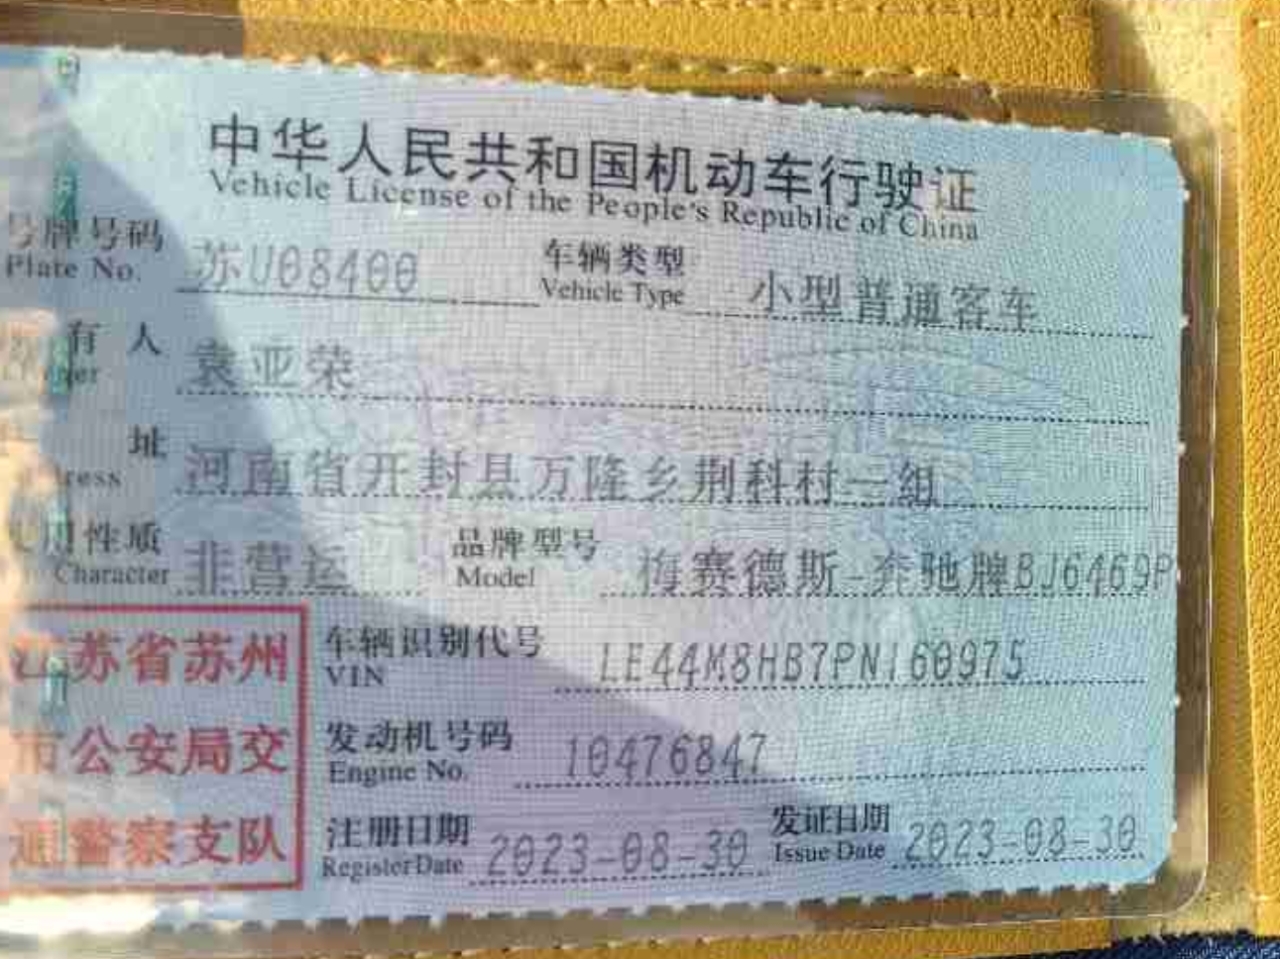 中华人民共和国机动车行驶证
Vehicle License of the People's Republic of China
号牌号码 苏U08400 车辆类型 小型普通客车
Plate No. Vehicle Type
有人 袁亚荣
址 河南省开封县万隆乡荆科村一组
用性质 非营运 品牌型号 梅赛德斯-奔驰牌BJ6469P
Character Model
江苏省苏州 车辆识别代号 LE44M8HB7PN160975
VIN
市公安局交 发动机号码 10476847
Engine No.
通警察支队 注册日期 2023-08-30 发证日期 2023-08-30
Register Date Issue Date